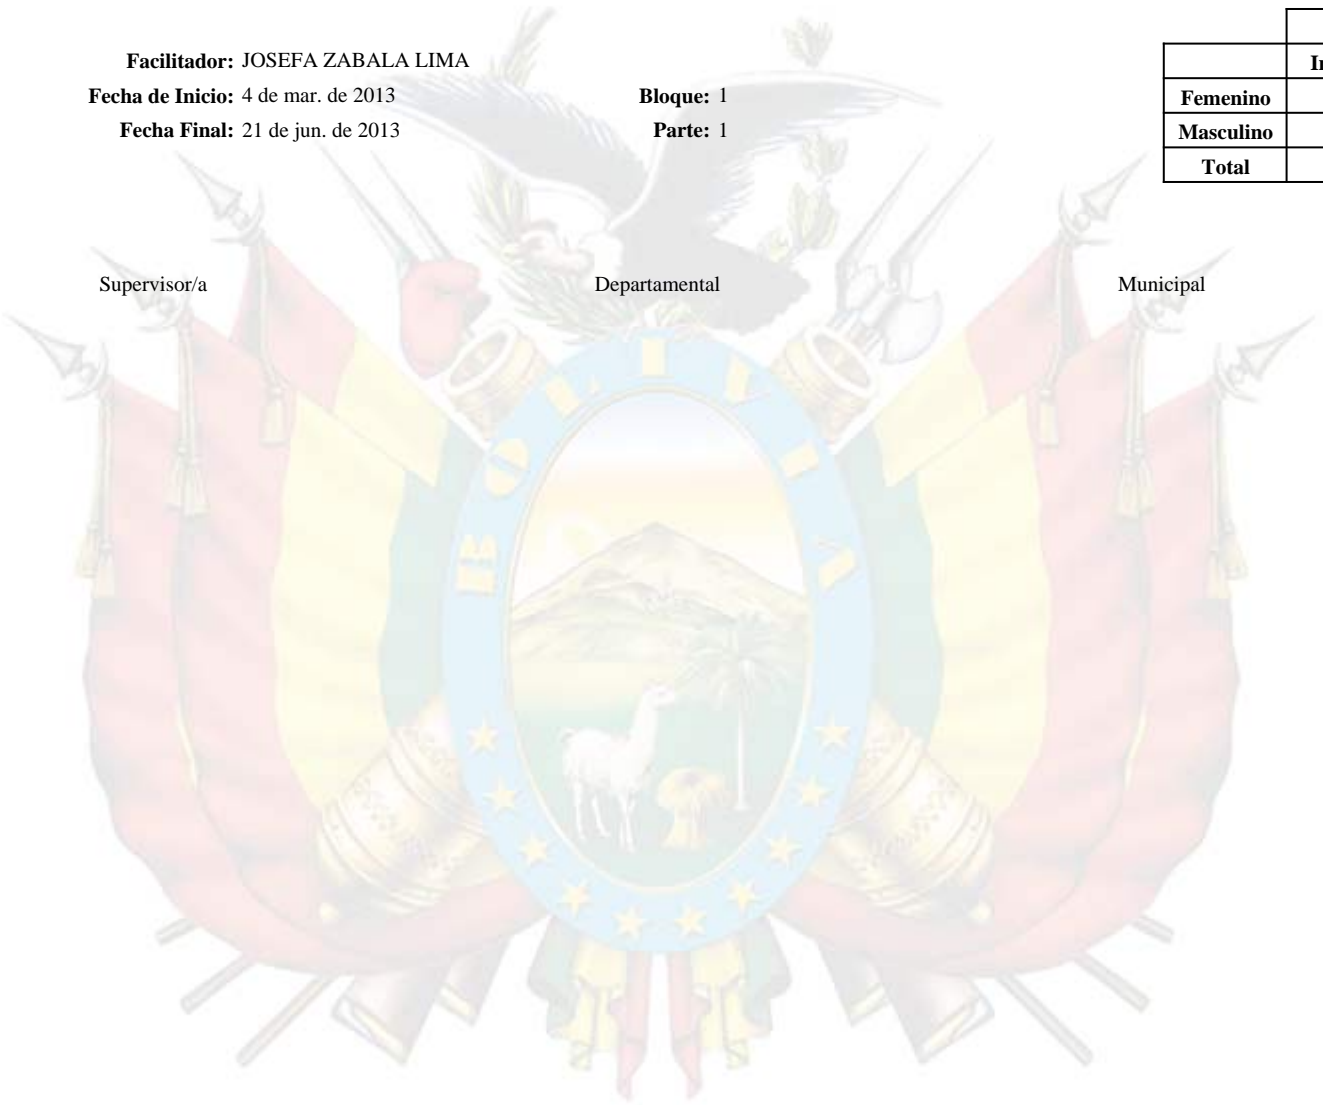 Facilitador: JOSEFA ZABALA LIMA
Fecha de Inicio: 4 de mar. de 2013 Bloque: 1
Fecha Final: 21 de jun. de 2013 Parte: 1
Femenino
Masculino
Total
Supervisor/a Departamental Municipal
BOLIVIA